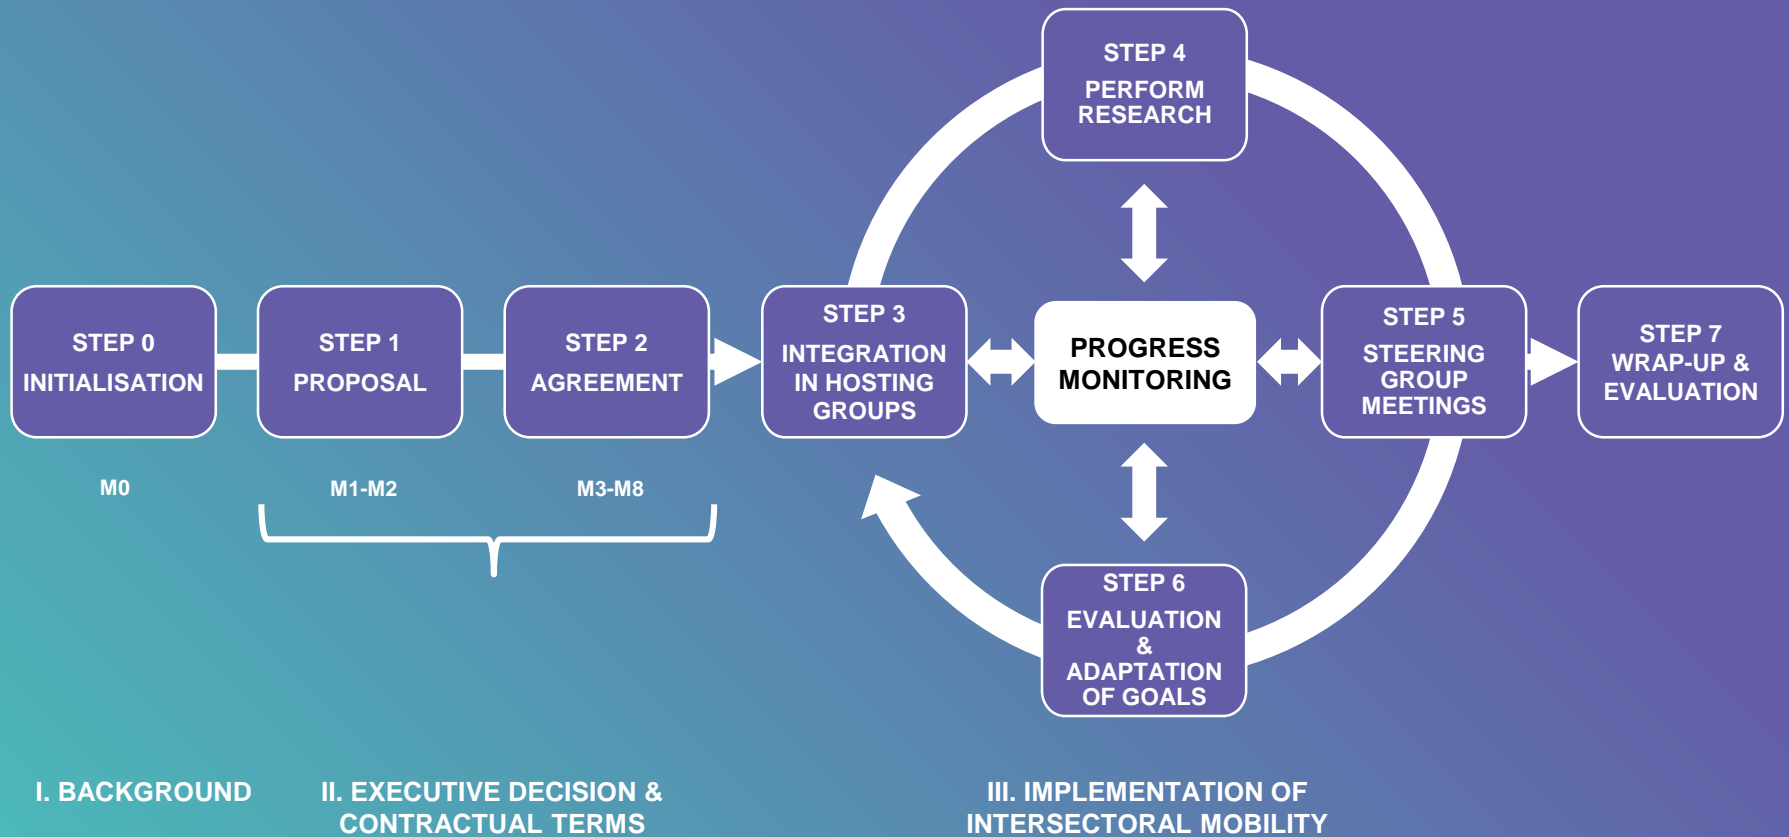 STEP 0
INITIALISATION
STEP 1
PROPOSAL
STEP 2
AGREEMENT
STEP 3
INTEGRATION
IN HOSTING
GROUPS
STEP 4
PERFORM
RESEARCH
PROGRESS
MONITORING
STEP 5
STEERING
GROUP
MEETINGS
STEP 6
EVALUATION
&
ADAPTATION
OF GOALS
STEP 7
WRAP-UP &
EVALUATION
M0
M1-M2
M3-M8
I. BACKGROUND
II. EXECUTIVE DECISION &
CONTRACTUAL TERMS
III. IMPLEMENTATION OF
INTERSECTORAL MOBILITY